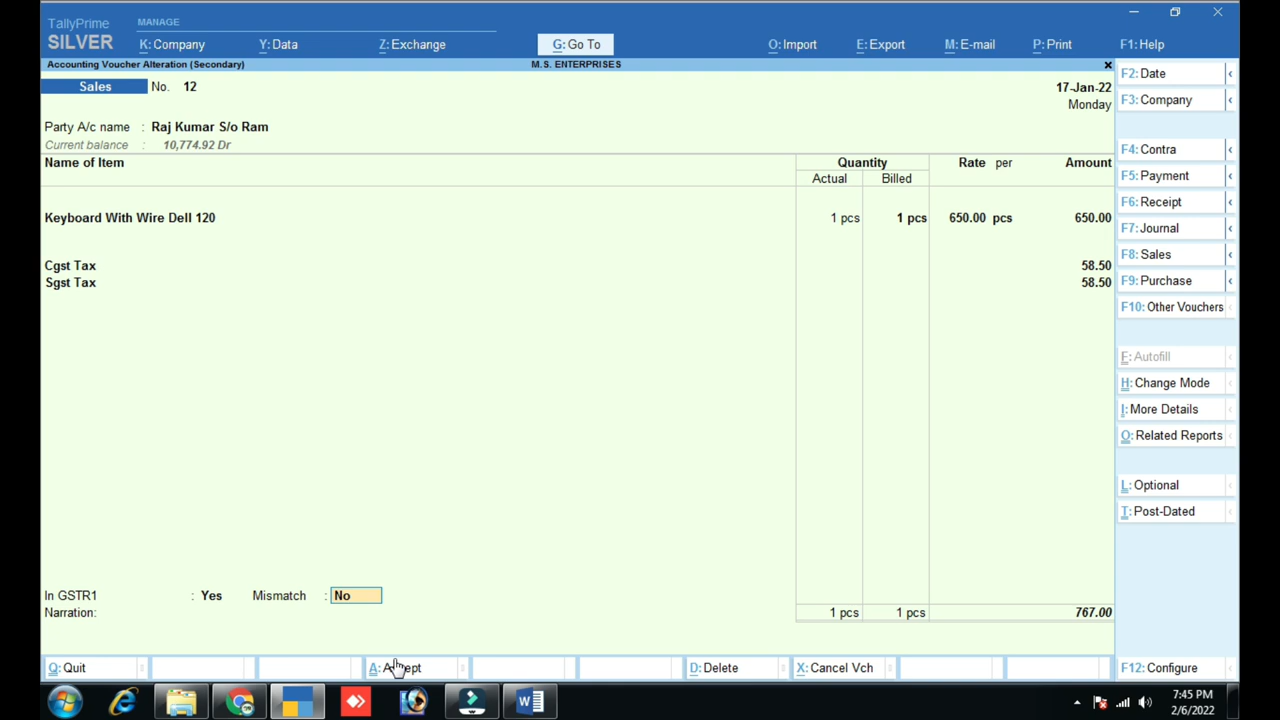 TallyPrime
SILVER
MANAGE
K: Company
Y: Data
Z: Exchange
G: Go To
O: Import
E: Export
M: E-mail
P: Print
F1: Help
Accounting Voucher Alteration (Secondary)
M.S. ENTERPRISES
Sales No. 12
17-Jan-22
Monday
Party A/c name : Raj Kumar S/o Ram
Current balance : 10,774.92 Dr
Name of Item Quantity Rate per Amount
Actual Billed
Keyboard With Wire Dell 120 1 pcs 1 pcs 650.00 pcs 650.00
Cgst Tax 58.50
Sgst Tax 58.50
In GSTR1 : Yes Mismatch : No
Narration: 1 pcs 1 pcs 767.00
F2: Date
F3: Company
F4: Contra
F5: Payment
F6: Receipt
F7: Journal
F8: Sales
F9: Purchase
F10: Other Vouchers
F: Autofill
H: Change Mode
I: More Details
O: Related Reports
L: Optional
T: Post-Dated
Q: Quit
A: Accept
D: Delete
X: Cancel Vch
F12: Configure
7:45 PM
2/6/2022